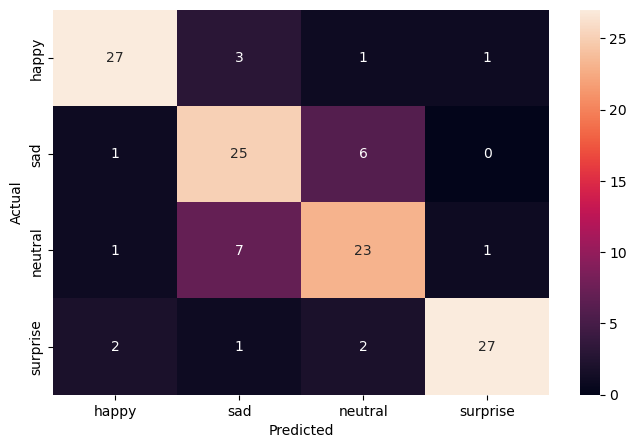 happy 27 3 1 1
sad 1 25 6 0
neutral 1 7 23 1
surprise 2 1 2 27
happy sad neutral surprise
Predicted
Actual
25
20
15
10
5
0